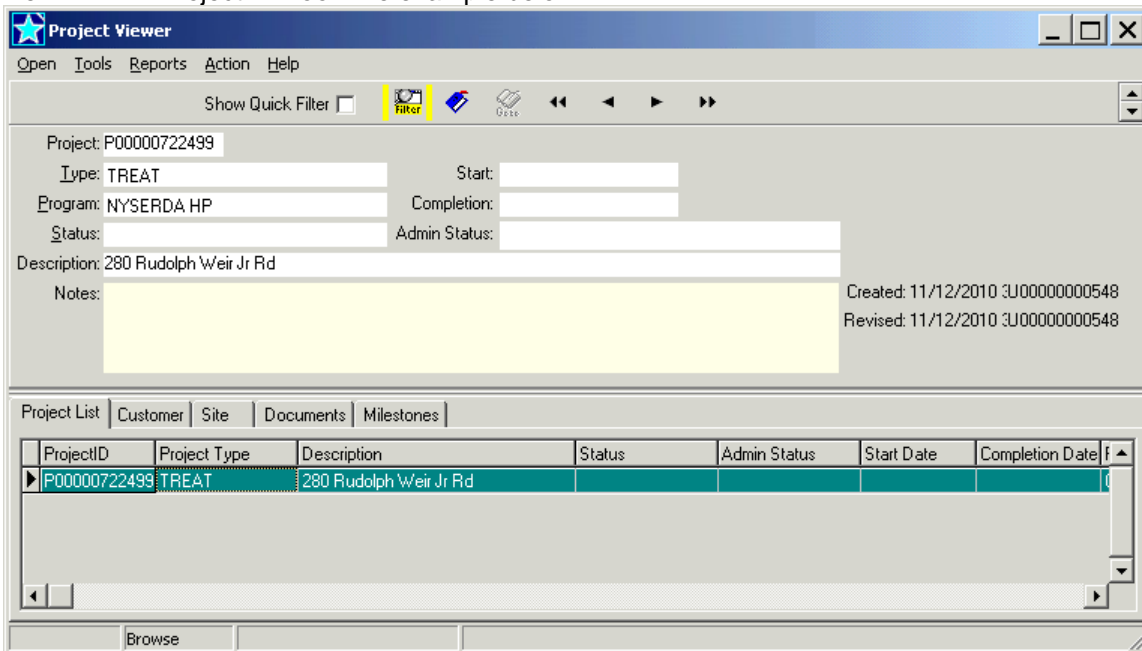 Project Viewer
Open Tools Reports Action Help
Show Quick Filter Filter Goto
Project: P00000722499
Type: TREAT Start:
Program: NYSERDA HP Completion:
Status: Admin Status:
Description: 280 Rudolph Weir Jr Rd
Notes: Created: 11/12/2010 :U00000000548
Revised: 11/12/2010 :U00000000548
Project List Customer Site Documents Milestones
ProjectID Project Type Description Status Admin Status Start Date Completion Date
P00000722499 TREAT 280 Rudolph Weir Jr Rd
Browse